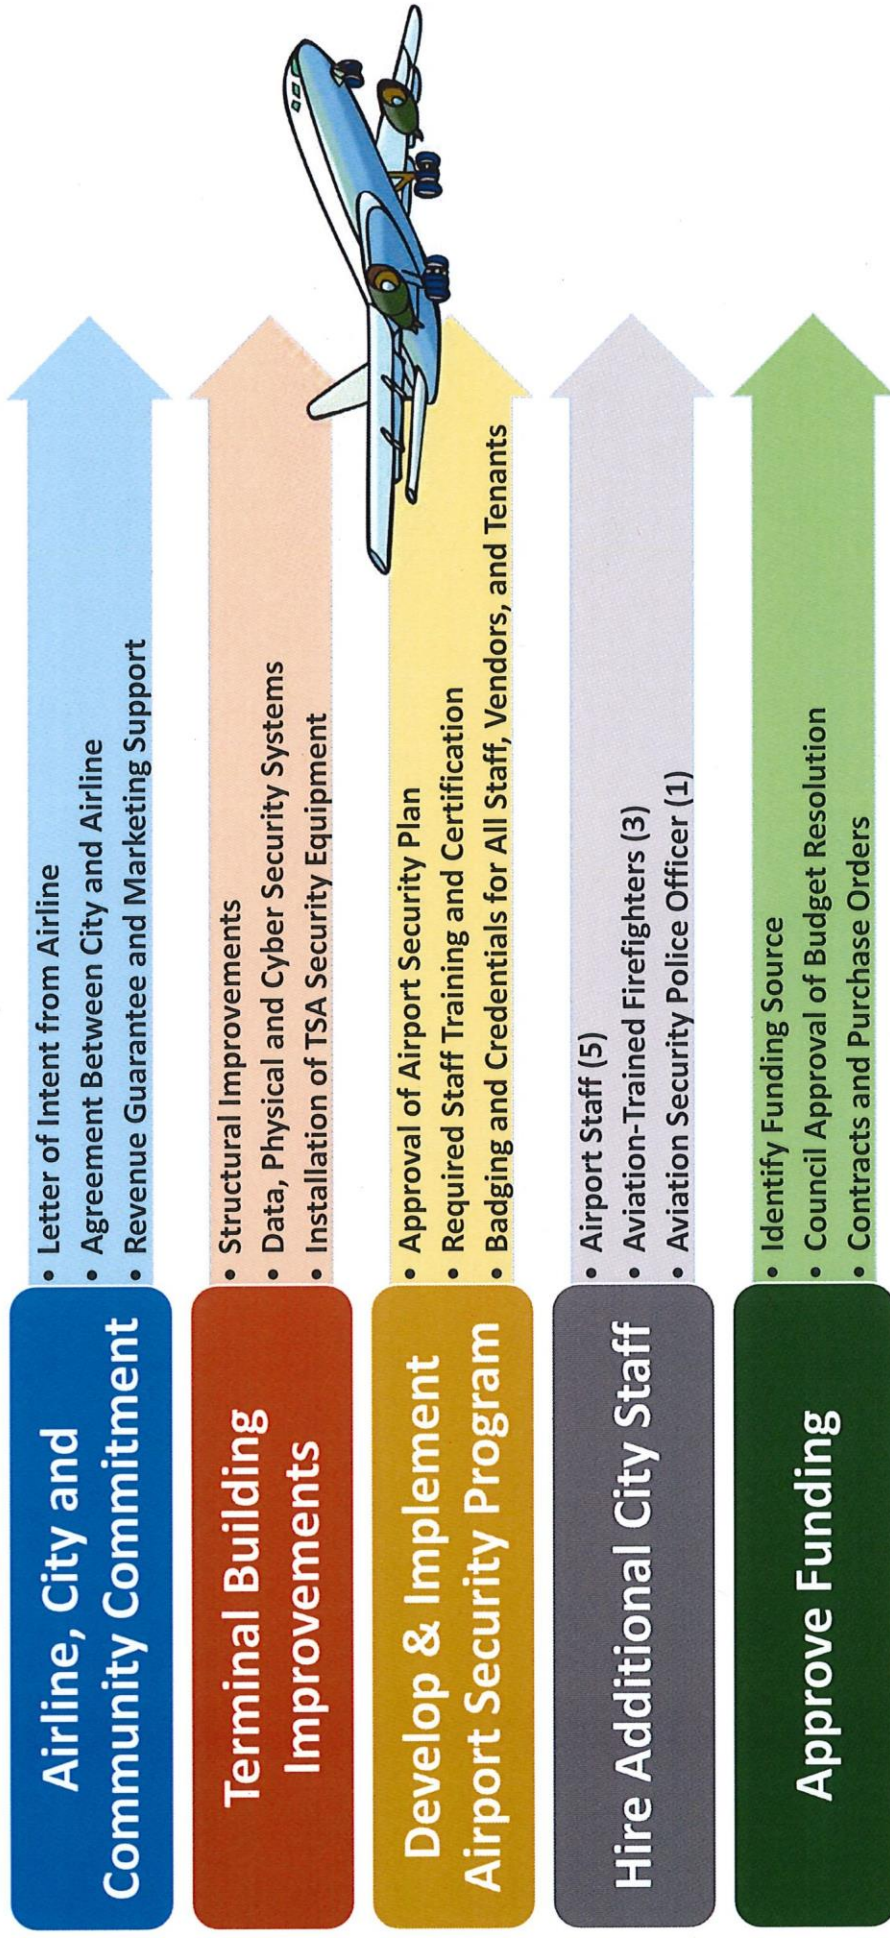 Airline, City and
Community Commitment
• Letter of Intent from Airline
• Agreement Between City and Airline
• Revenue Guarantee and Marketing Support
Terminal Building
Improvements
• Structural Improvements
• Data, Physical and Cyber Security Systems
• Installation of TSA Security Equipment
Develop & Implement
Airport Security Program
• Approval of Airport Security Plan
• Required Staff Training and Certification
• Badging and Credentials for All Staff, Vendors, and Tenants
Hire Additional City Staff
• Airport Staff (5)
• Aviation-Trained Firefighters (3)
• Aviation Security Police Officer (1)
Approve Funding
• Identify Funding Source
• Council Approval of Budget Resolution
• Contracts and Purchase Orders